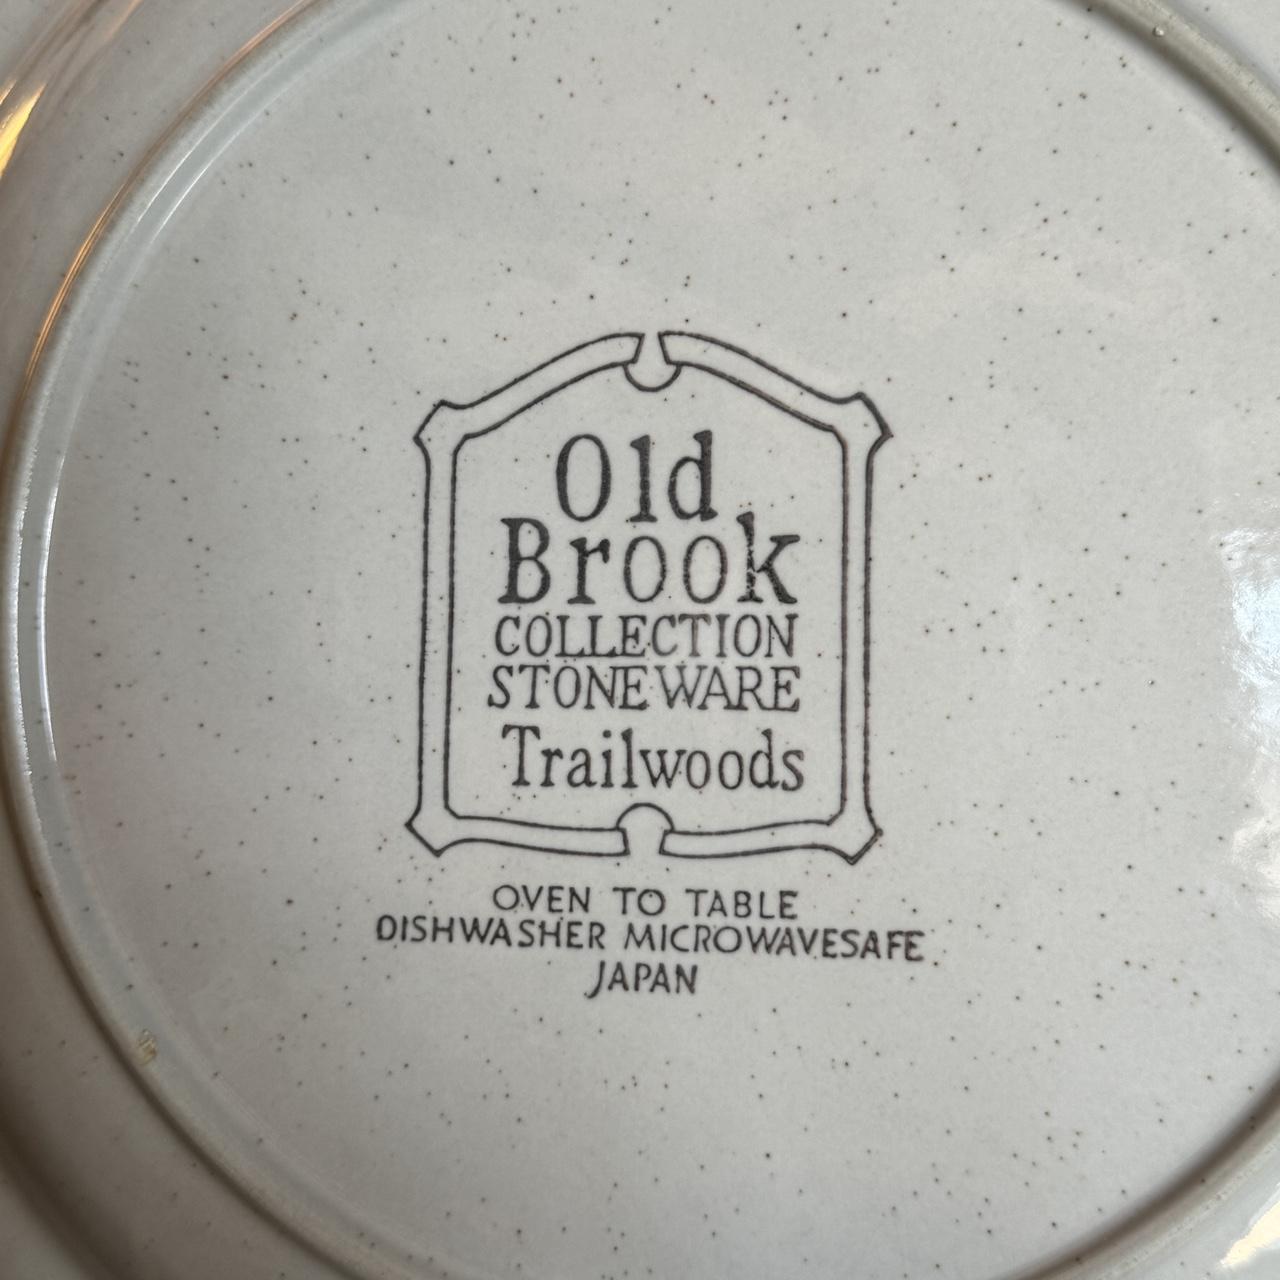 Old
Brook
COLLECTION
STONEWARE
Trailwoods
OVEN TO TABLE
DISHWASHER MICROWAVESAFE
JAPAN